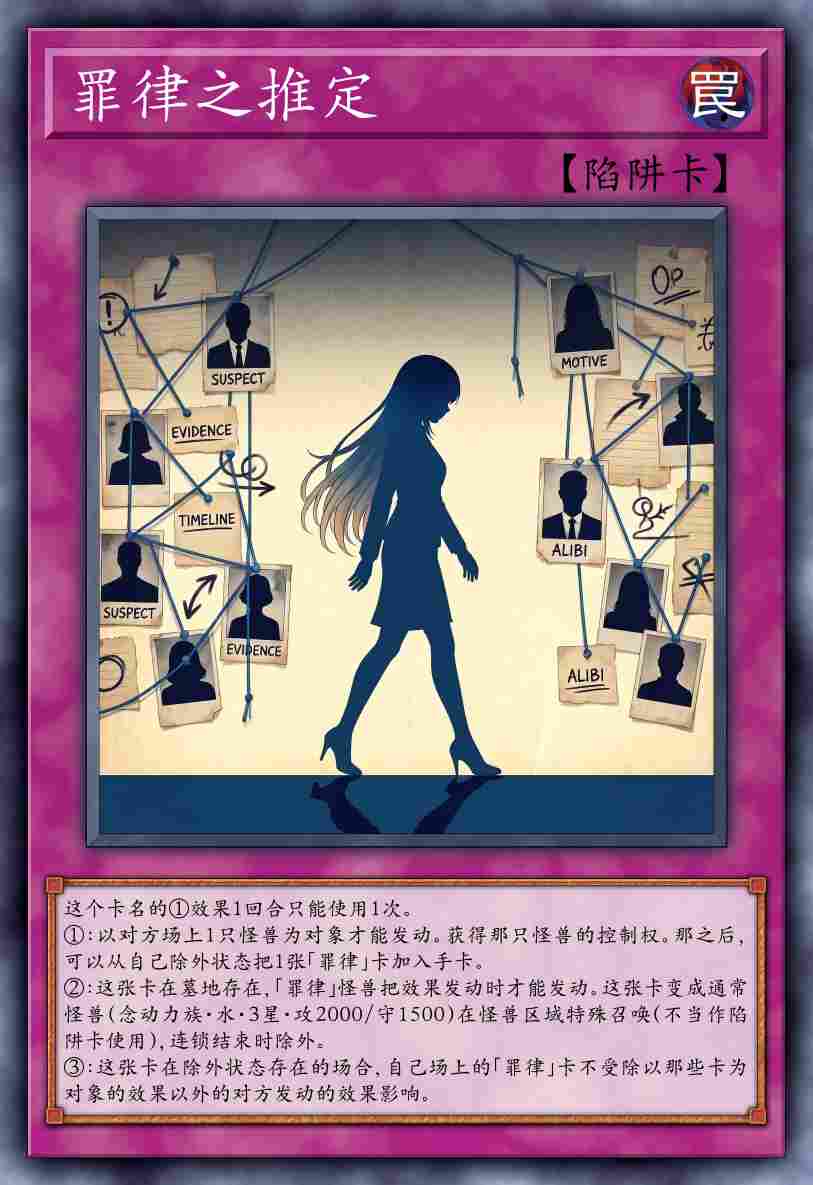 罪律之推定
罠
【陷阱卡】
!
OP
SUSPECT
MOTIVE
EVIDENCE
TIMELINE
ALIBI
SUSPECT
EVIDENCE
ALIBI
这个卡名的①效果1回合只能使用1次。
①:以对方场上1只怪兽为对象才能发动。获得那只怪兽的控制权。那之后,
可以从自己除外状态把1张「罪律」卡加入手卡。
②:这张卡在墓地存在,「罪律」怪兽把效果发动时才能发动。这张卡变成通常
怪兽(念动力族·水·3星·攻2000/守1500)在怪兽区域特殊召唤(不当作陷
阱卡使用),连锁结束时除外。
③:这张卡在除外状态存在的场合,自己场上的「罪律」卡不受除以那些卡为
对象的效果以外的对方发动的效果影响。